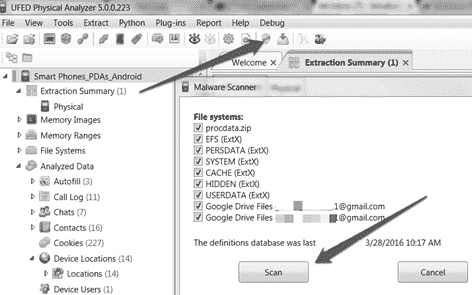 UFED Physical Analyzer 5.0.0.223
File View Tools Extract Python Plug-ins Report Help Debug
Welcome Extraction Summary (1)
Smart Phones_PDAs_Android
Extraction Summary (1)
Physical
Memory Images
Memory Ranges
File Systems
Analyzed Data
Autofill (3)
Call Log (11)
Chats (7)
Contacts (16)
Cookies (227)
Device Locations (14)
Locations (14)
Device Users (1)
Malware Scanner
File systems:
procdata.zip
EFS (ExtX)
PERSDATA (ExtX)
SYSTEM (ExtX)
CACHE (ExtX)
HIDDEN (ExtX)
USERDATA (ExtX)
Google Drive Files 1@gmail.com
Google Drive Files 1@gmail.com
The definitions database was last 3/28/2016 10:17 AM
Scan Cancel